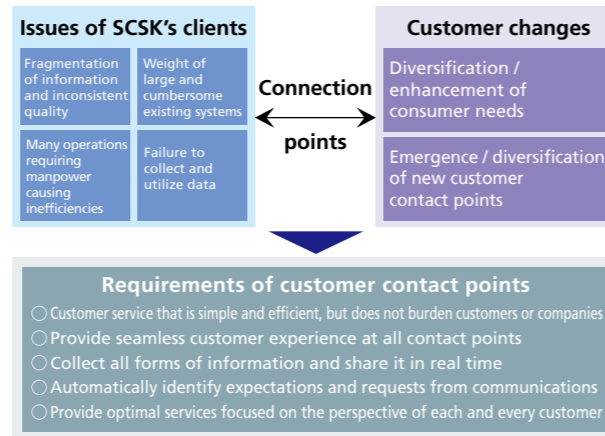 Issues of SCSK's clients
Fragmentation
of information
and inconsistent
quality
Weight of
large and
cumbersome
existing systems
Many operations
requiring
manpower
causing
inefficiencies
Failure to
collect and
utilize data
Connection
points
Customer changes
Diversification /
enhancement of
consumer needs
Emergence / diversification
of new customer
contact points
Requirements of customer contact points
○Customer service that is simple and efficient, but does not burden customers or companies
○Provide seamless customer experience at all contact points
○Collect all forms of information and share it in real time
○Automatically identify expectations and requests from communications
○Provide optimal services focused on the perspective of each and every customer